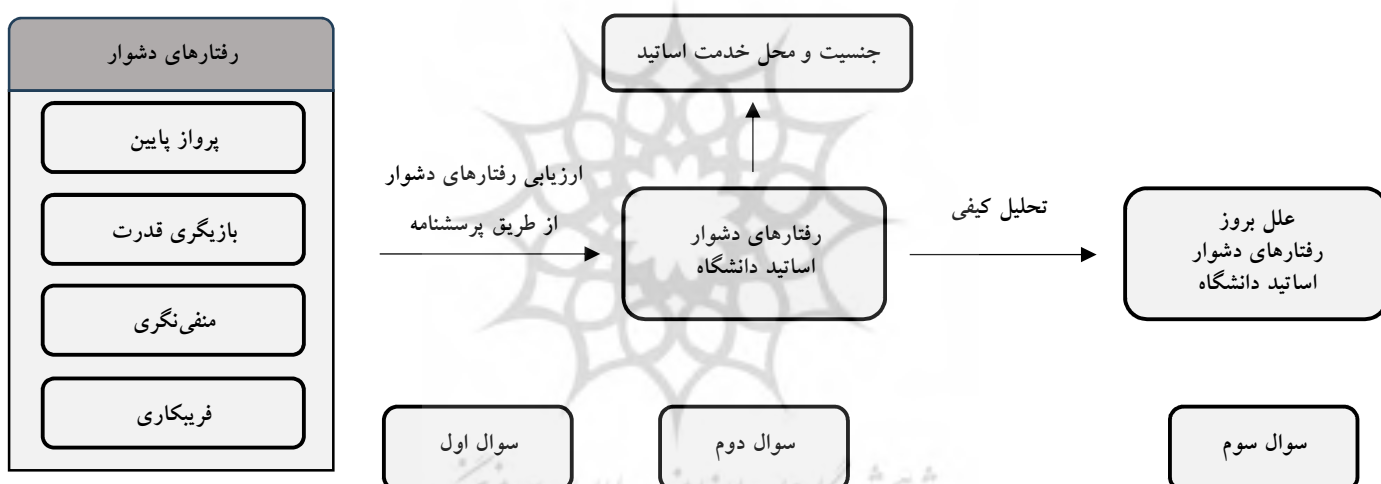 رفتارهای دشوار
پرواز پایین
بازیگری قدرت
منفی‌نگری
فریبکاری
ارزیابی رفتارهای دشوار
از طریق پرسشنامه
جنسیت و محل خدمت اساتید
رفتارهای دشوار
اساتید دانشگاه
تحلیل کیفی
علل بروز
رفتارهای دشوار
اساتید دانشگاه
سوال اول
سوال دوم
سوال سوم